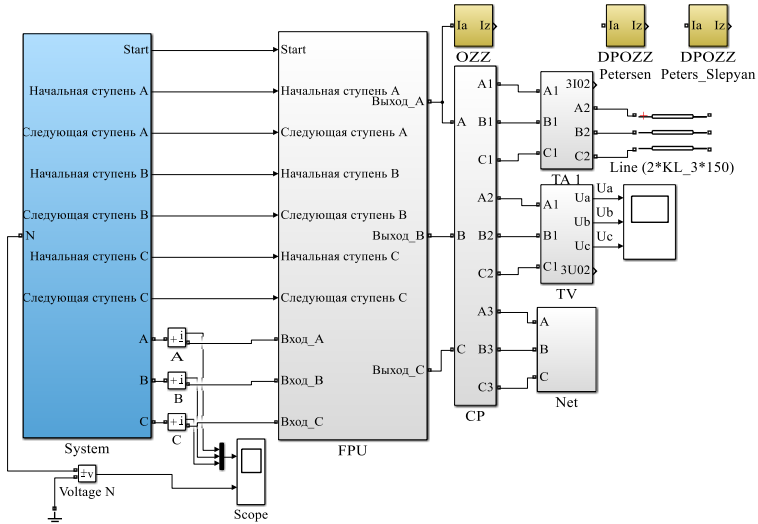 Ia Iz
OZZ
Ia Iz
DPOZZ
Petersen
Ia Iz
DPOZZ
Peters_Slepyan
Start
Начальная ступень A
Следующая ступень A
Начальная ступень B
Следующая ступень B
N
Начальная ступень C
Следующая ступень C
A
B
C
System
+i
A
+i
B
+i
C
Start
Начальная ступень A
Выход_A
Следующая ступень A
Начальная ступень B
Следующая ступень B
Выход_B
Начальная ступень C
Следующая ступень C
Вход_A
Выход_C
Вход_B
Вход_C
FPU
A
B
C
A1
B1
C1
A2
B2
C2
A3
B3
C3
CP
A1
B1
C1
3I02
A2
B2
C2
TA 1
Line (2*KL_3*150)
A1
B1
C1
Ua
Ub
Uc
3U02
TV
Ua
Ub
Uc
A
B
C
Net
+v
Voltage N
Scope